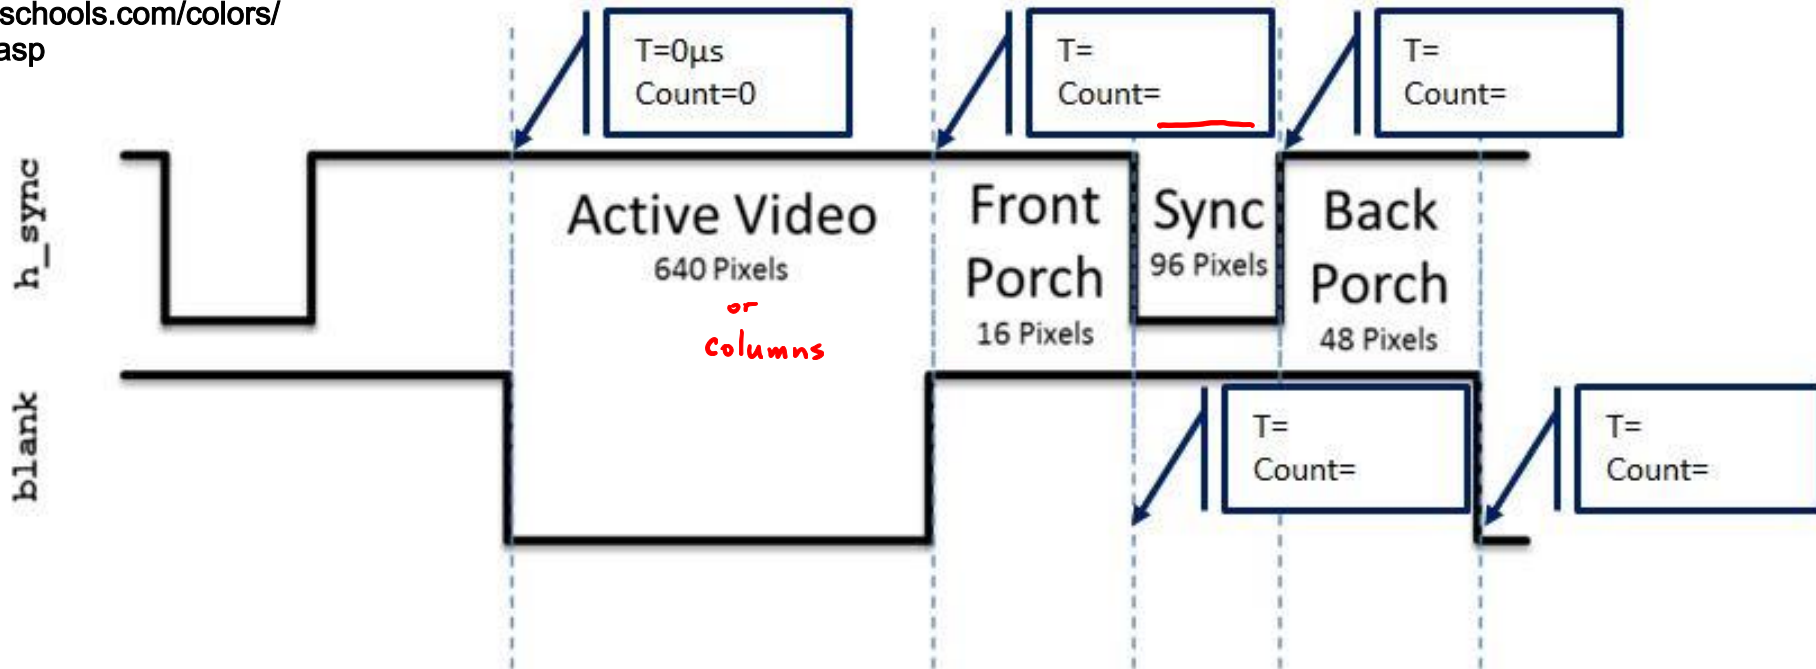 schools.com/colors/
asp
T=0µs
Count=0
T=
Count=
T=
Count=
h_sync
Active Video
640 Pixels
or
columns
Front
Porch
16 Pixels
Sync
96 Pixels
Back
Porch
48 Pixels
blank
T=
Count=
T=
Count=